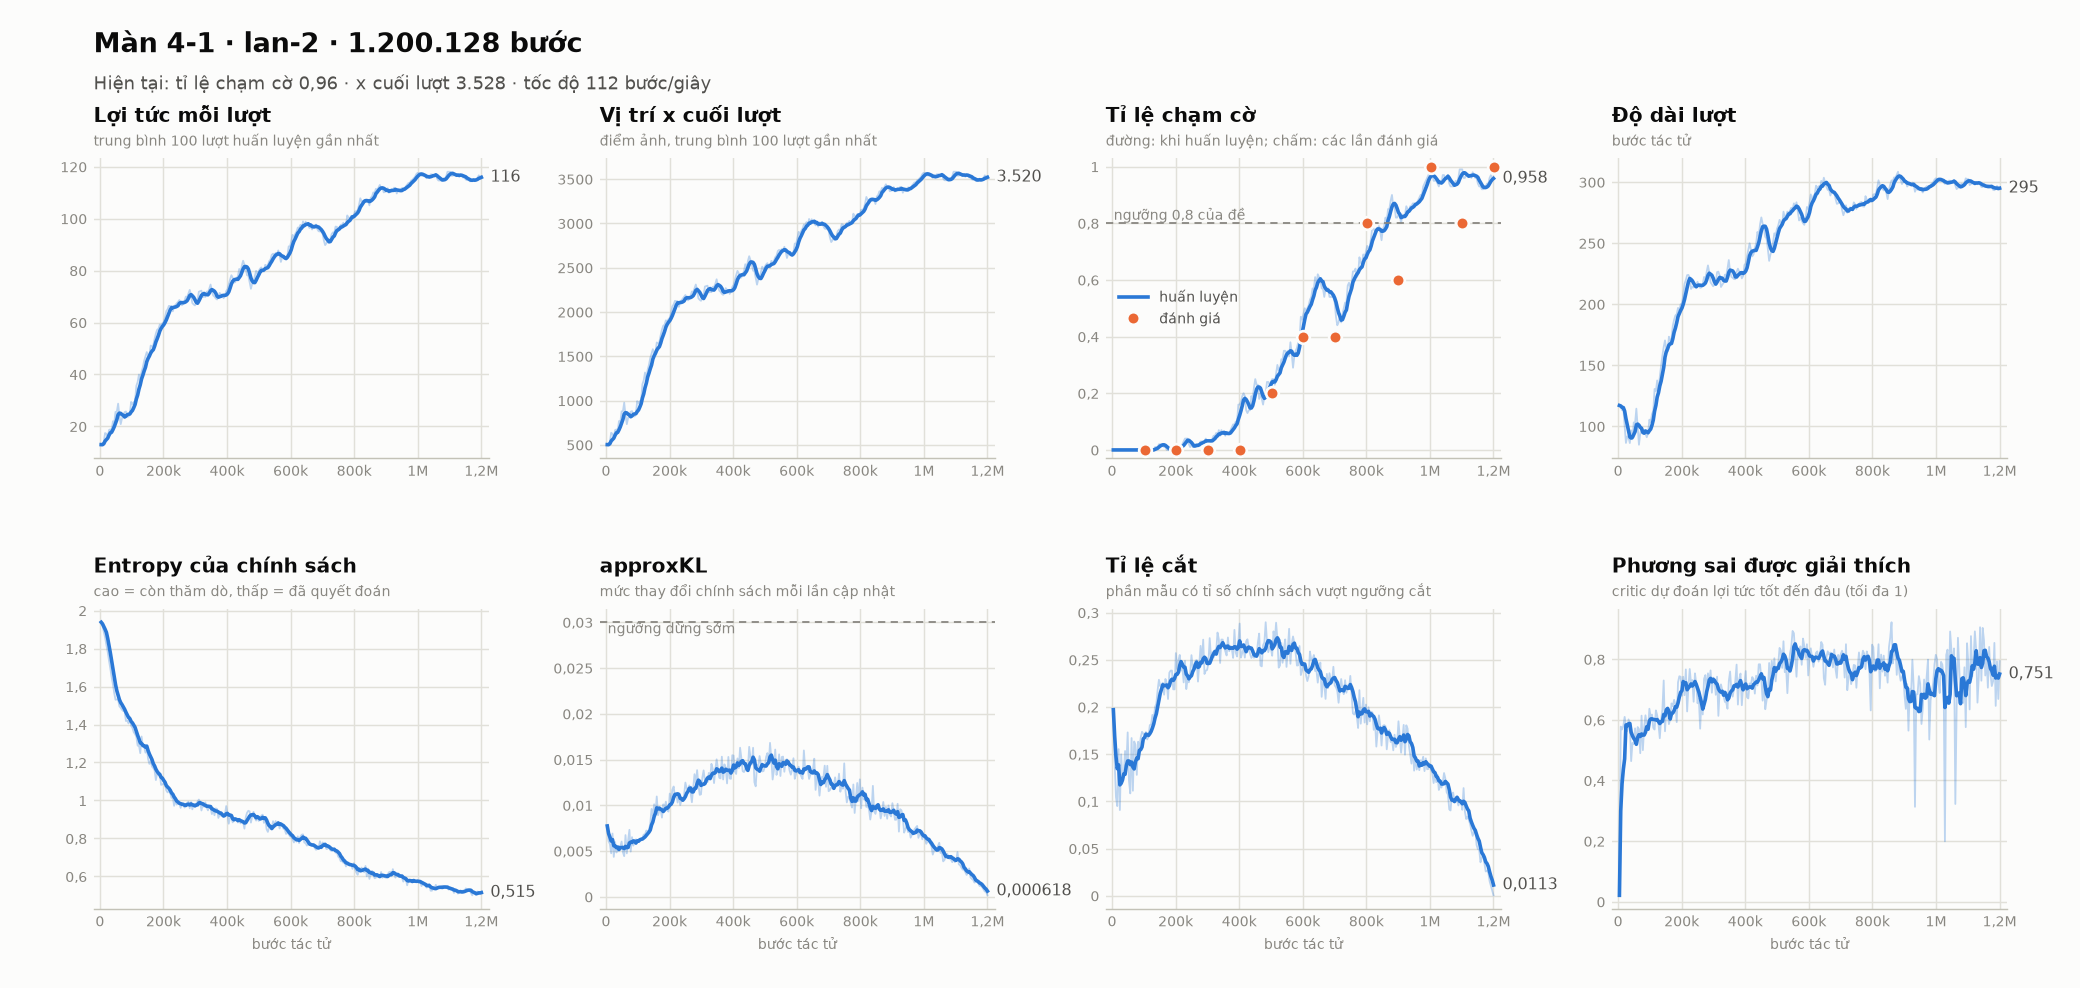 Màn 4-1 · lan-2 · 1.200.128 bước
Hiện tại: tỉ lệ chạm cờ 0,96 · x cuối lượt 3.528 · tốc độ 112 bước/giây
Lợi tức mỗi lượt
trung bình 100 lượt huấn luyện gần nhất
120
100
80
60
40
20
0
200k
400k
600k
800k
1M
1,2M
116
Vị trí x cuối lượt
điểm ảnh, trung bình 100 lượt gần nhất
3500
3000
2500
2000
1500
1000
500
0
200k
400k
600k
800k
1M
1,2M
3.520
Tỉ lệ chạm cờ
đường: khi huấn luyện; chấm: các lần đánh giá
1
0.8
0.6
0.4
0.2
0
ngưỡng 0,8 của đề
huấn luyện
đánh giá
0
200k
400k
600k
800k
1M
1,2M
0,958
Độ dài lượt
bước tác tử
300
250
200
150
100
0
200k
400k
600k
800k
1M
1,2M
295
Entropy của chính sách
cao = còn thăm dò, thấp = đã quyết đoán
2
1,8
1,6
1,4
1,2
1
0,8
0,6
0
200k
400k
600k
800k
1M
1,2M
0,515
bước tác tử
approxKL
mức thay đổi chính sách mỗi lần cập nhật
0,03
0,025
0,02
0,015
0,01
0,005
0
ngưỡng dừng sớm
0
200k
400k
600k
800k
1M
1,2M
0,000618
bước tác tử
Tỉ lệ cắt
phần mẫu có tỉ số chính sách vượt ngưỡng cắt
0,3
0,25
0,2
0,15
0,1
0,05
0
0
200k
400k
600k
800k
1M
1,2M
0,0113
bước tác tử
Phương sai được giải thích
critic dự đoán lợi tức tốt đến đâu (tối đa 1)
0,8
0,6
0,4
0,2
0
0
200k
400k
600k
800k
1M
1,2M
0,751
bước tác tử